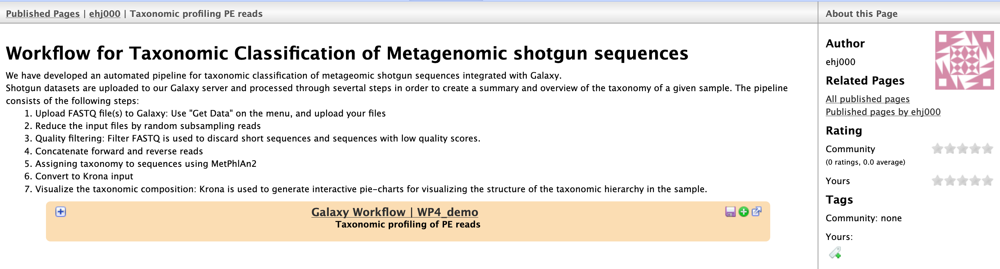 Published Pages | ehj000 | Taxonomic profiling PE reads
Workflow for Taxonomic Classification of Metagenomic shotgun sequences
We have developed an automated pipeline for taxonomic classification of metageomic shotgun sequences integrated with Galaxy.
Shotgun datasets are uploaded to our Galaxy server and processed through severtal steps in order to create a summary and overview of the taxonomy of a given sample. The pipeline
consists of the following steps:
1. Upload FASTQ file(s) to Galaxy: Use "Get Data" on the menu, and upload your files
2. Reduce the input files by random subsampling reads
3. Quality filtering: Filter FASTQ is used to discard short sequences and sequences with low quality scores.
4. Concatenate forward and reverse reads
5. Assigning taxonomy to sequences using MetPhlAn2
6. Convert to Krona input
7. Visualize the taxonomic composition: Krona is used to generate interactive pie-charts for visualizing the structure of the taxonomic hierarchy in the sample.
Galaxy Workflow | WP4_demo
Taxonomic profiling of PE reads
About this Page
Author
ehj000
Related Pages
All published pages
Published pages by ehj000
Rating
Community
(0 ratings, 0.0 average)
Yours
Tags
Community: none
Yours: